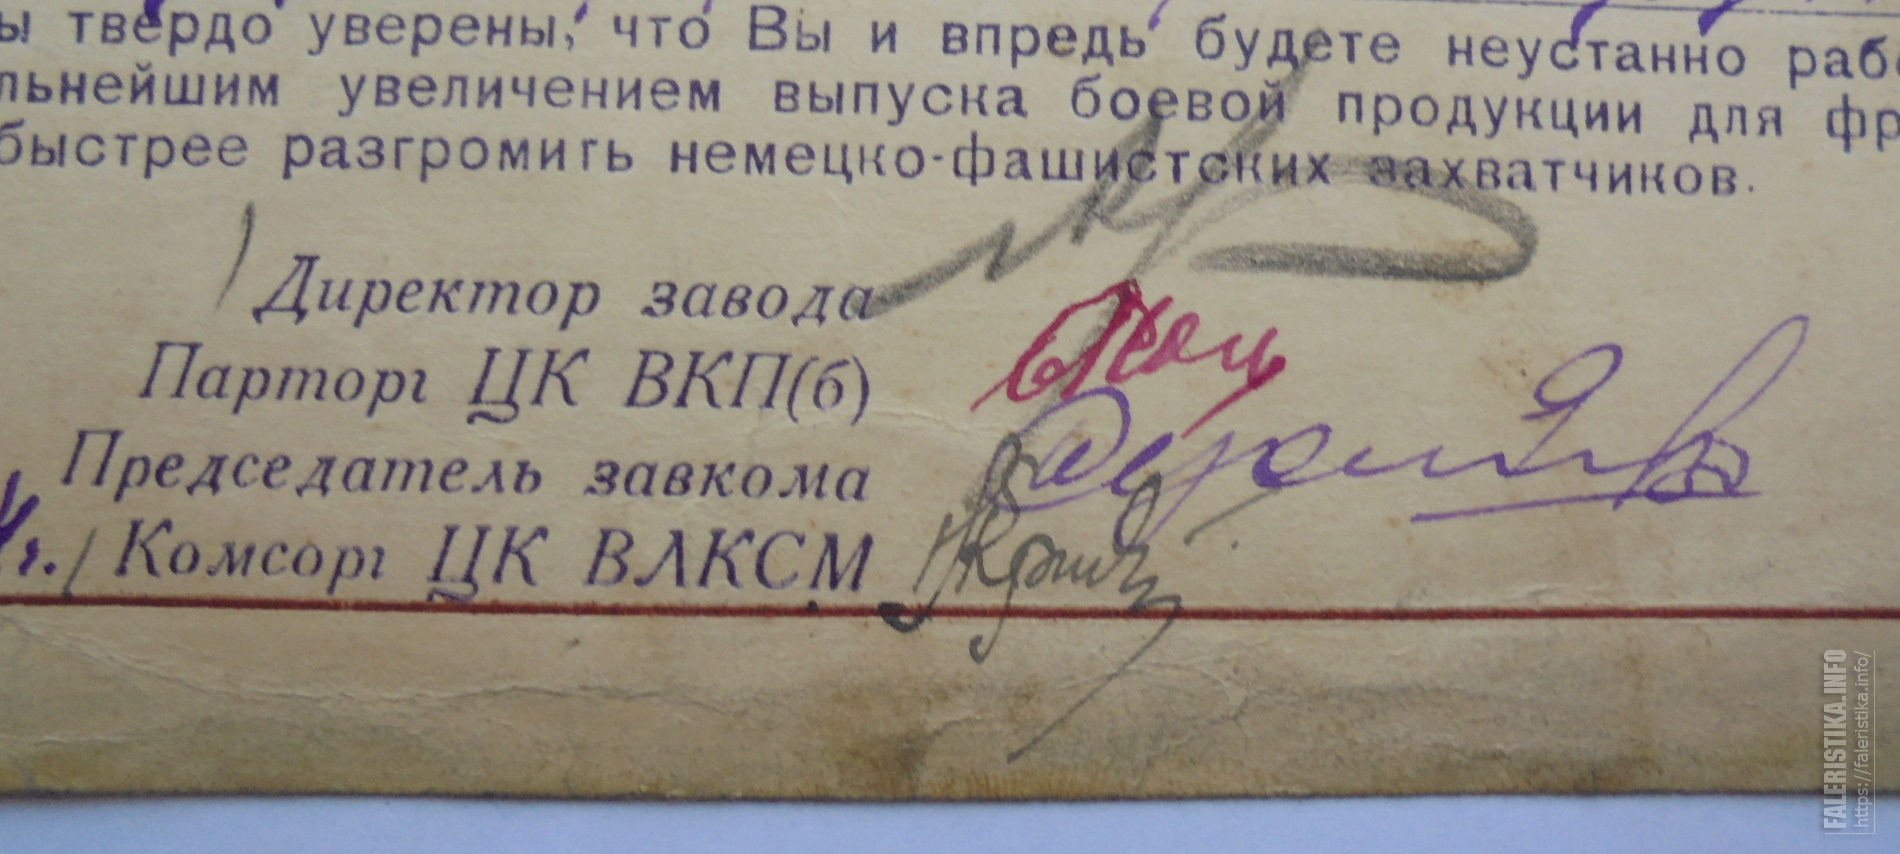 ы твердо уверены, что Вы и впредь будете неустанно раб
льнейшим увеличением выпуска боевой продукции для фр
быстрее разгромить немецко-фашистских захватчиков.
Директор завода
Парторг ЦК ВКП(б)
Председатель завкома
г. Комсорг ЦК ВЛКСМ
FALERISTIKA.INFO
https://faleristika.info/